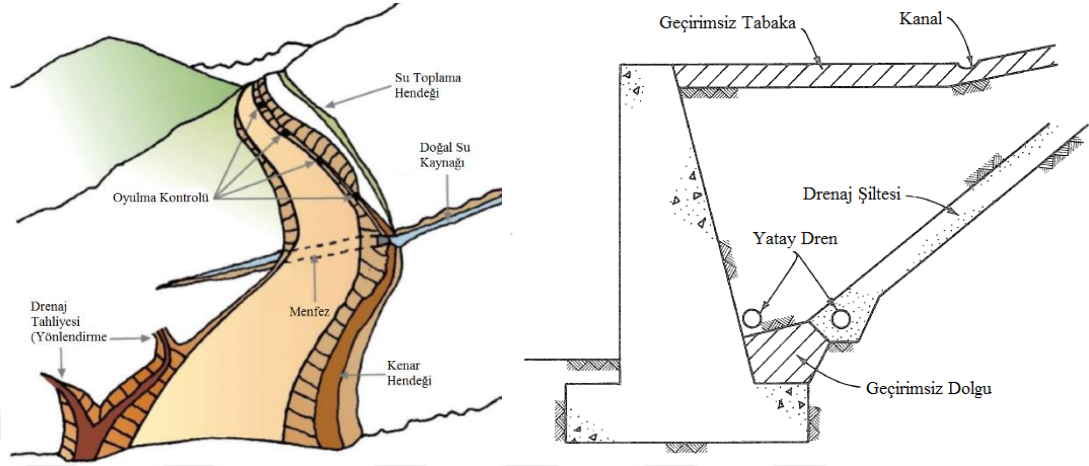 Su Toplama
Hendeği
Doğal Su
Kaynağı
Oyulma Kontrolü
Menfez
Drenaj
Tahliyesi
(Yönlendirme
Kenar
Hendeği
Geçirimsiz Tabaka
Kanal
Drenaj Şiltesi
Yatay Dren
Geçirimsiz Dolgu